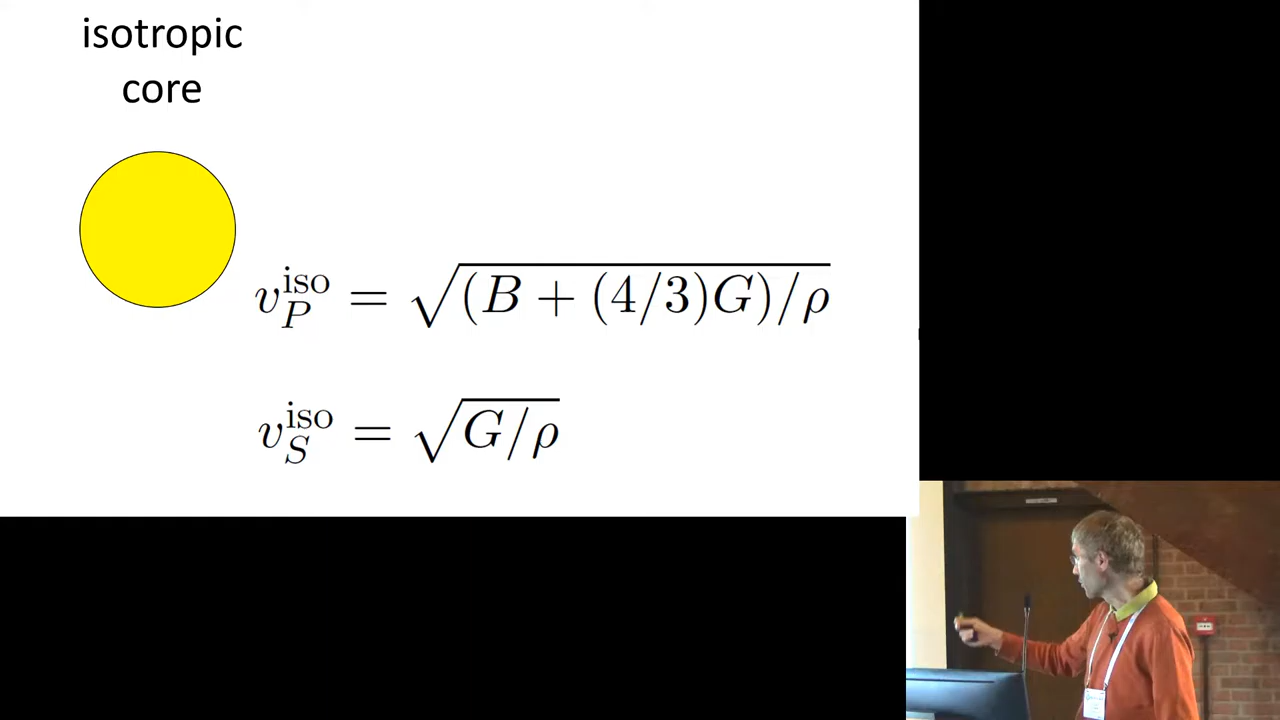 isotropic
core
v_P^iso = √(B + (4/3)G)/ρ
v_S^iso = √G/ρ